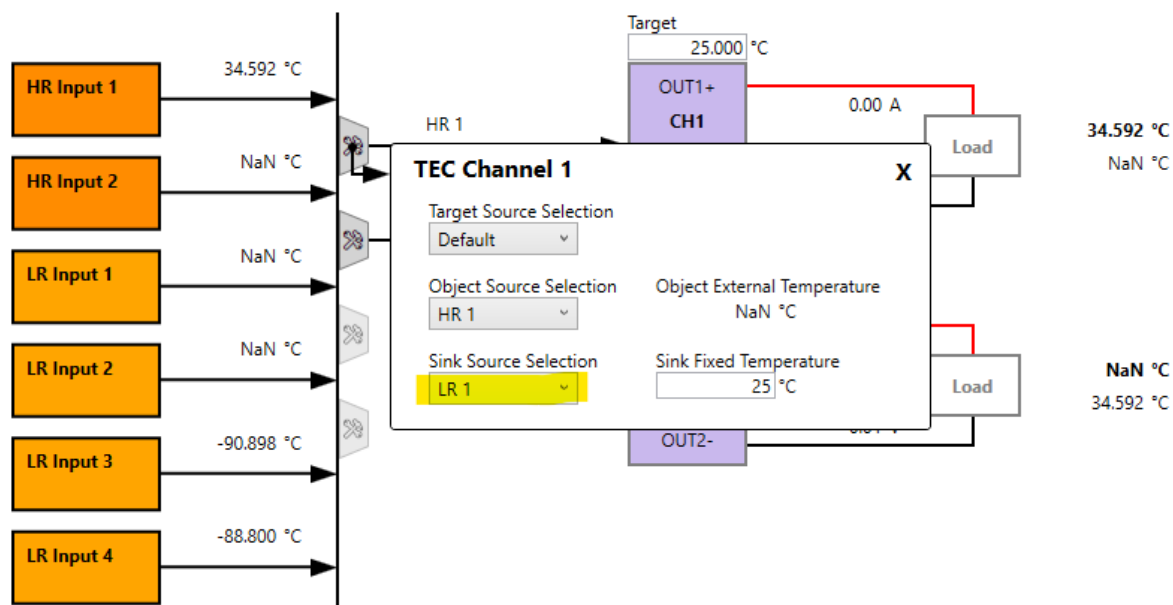 Target
25.000 °C
HR Input 1
34.592 °C
OUT1+
CH1
0.00 A
Load
34.592 °C
NaN °C
HR 1
HR Input 2
NaN °C
TEC Channel 1
X
Target Source Selection
Default
LR Input 1
NaN °C
Object Source Selection
Object External Temperature
HR 1
NaN °C
LR Input 2
NaN °C
Sink Source Selection
Sink Fixed Temperature
LR 1
25 °C
Load
NaN °C
34.592 °C
LR Input 3
-90.898 °C
OUT2-
LR Input 4
-88.800 °C